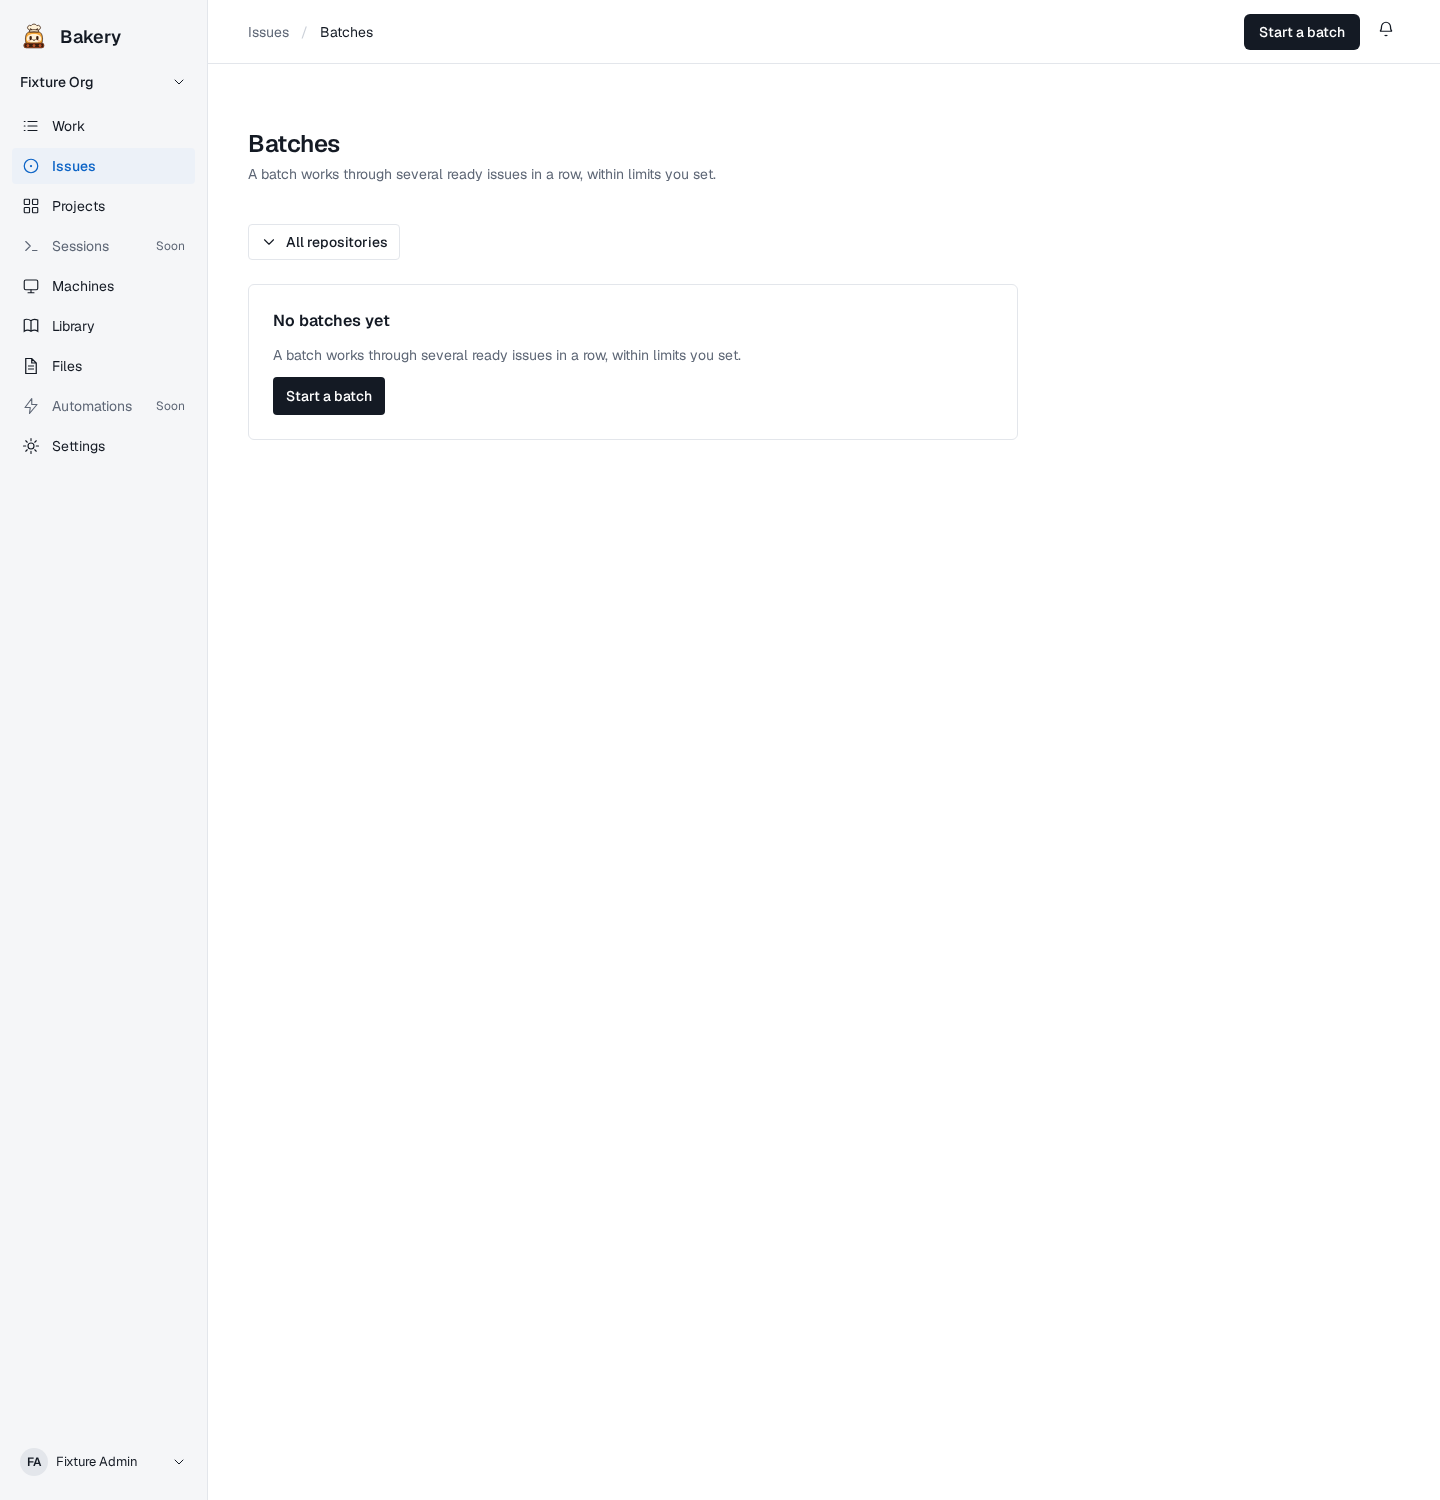 Bakery
Fixture Org
Work
Issues
Projects
Sessions Soon
Machines
Library
Files
Automations Soon
Settings
FA Fixture Admin
Issues / Batches
Start a batch
Batches
A batch works through several ready issues in a row, within limits you set.
All repositories
No batches yet
A batch works through several ready issues in a row, within limits you set.
Start a batch